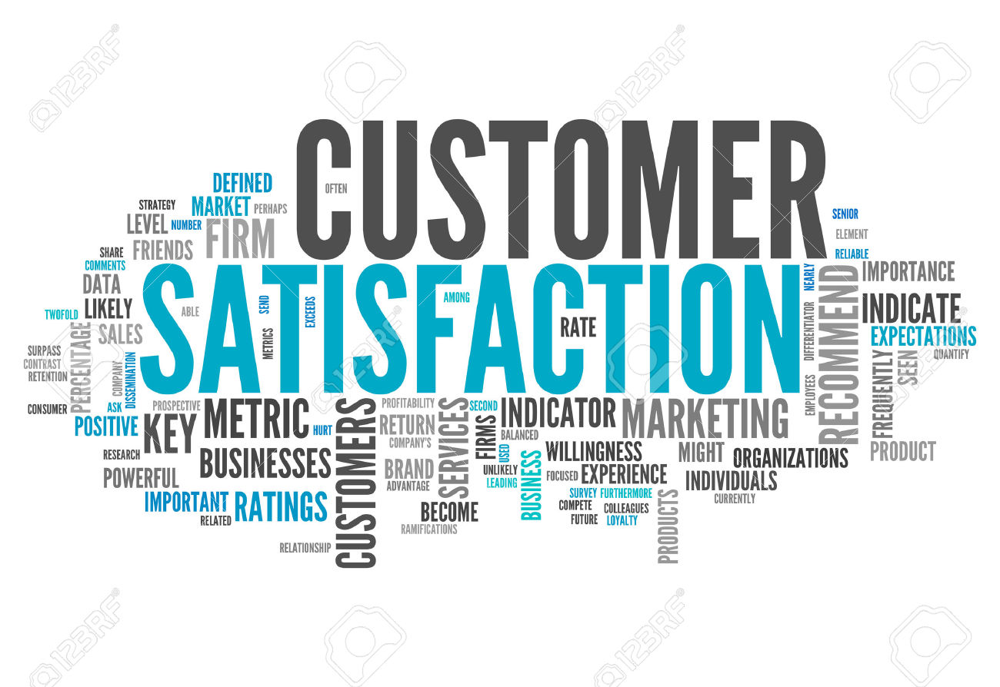 CUSTOMER
SATISFACTION
OFTEN
DEFINED
STRATEGY
MARKET
PERHAPS
LEVEL
NUMBER
FIRM
FRIENDS
SHARE
COMMENTS
DATA
TWOFOLD
LIKELY
SALES
ABLE
METRICS
SEND
EXCEEDS
AMONG
RATE
SENIOR
ELEMENT
RELIABLE
NEARLY
DIFFERENTIATOR
EMPLOYEES
RECOMMEND
IMPORTANCE
INDICATE
EXPECTATIONS
QUANTIFY
SEEN
FREQUENTLY
PRODUCT
SURPASS
CONTRAST
RETENTION
PERCENTAGE
COMPANY
DISSEMINATION
CONSUMER
ASK
PROSPECTIVE
POSITIVE
KEY
METRIC
HURT
RESEARCH
BUSINESSES
POWERFUL
IMPORTANT
RATINGS
RELATED
RELATIONSHIP
CUSTOMERS
PROFITABILITY
RETURN
COMPANY'S
BRAND
ADVANTAGE
SERVICES
BECOME
RAMIFICATIONS
SECOND
FIRMS
INDICATOR
BALANCED
USED
UNLIKELY
LEADING
BUSINESS
MARKETING
WILLINGNESS
FOCUSED
EXPERIENCE
SURVEY
FURTHERMORE
COMPETE
COLLEAGUES
FUTURE
LOYALTY
PRODUCTS
MIGHT
ORGANIZATIONS
INDIVIDUALS
CURRENTLY
123RF
123RF
123RF
123RF